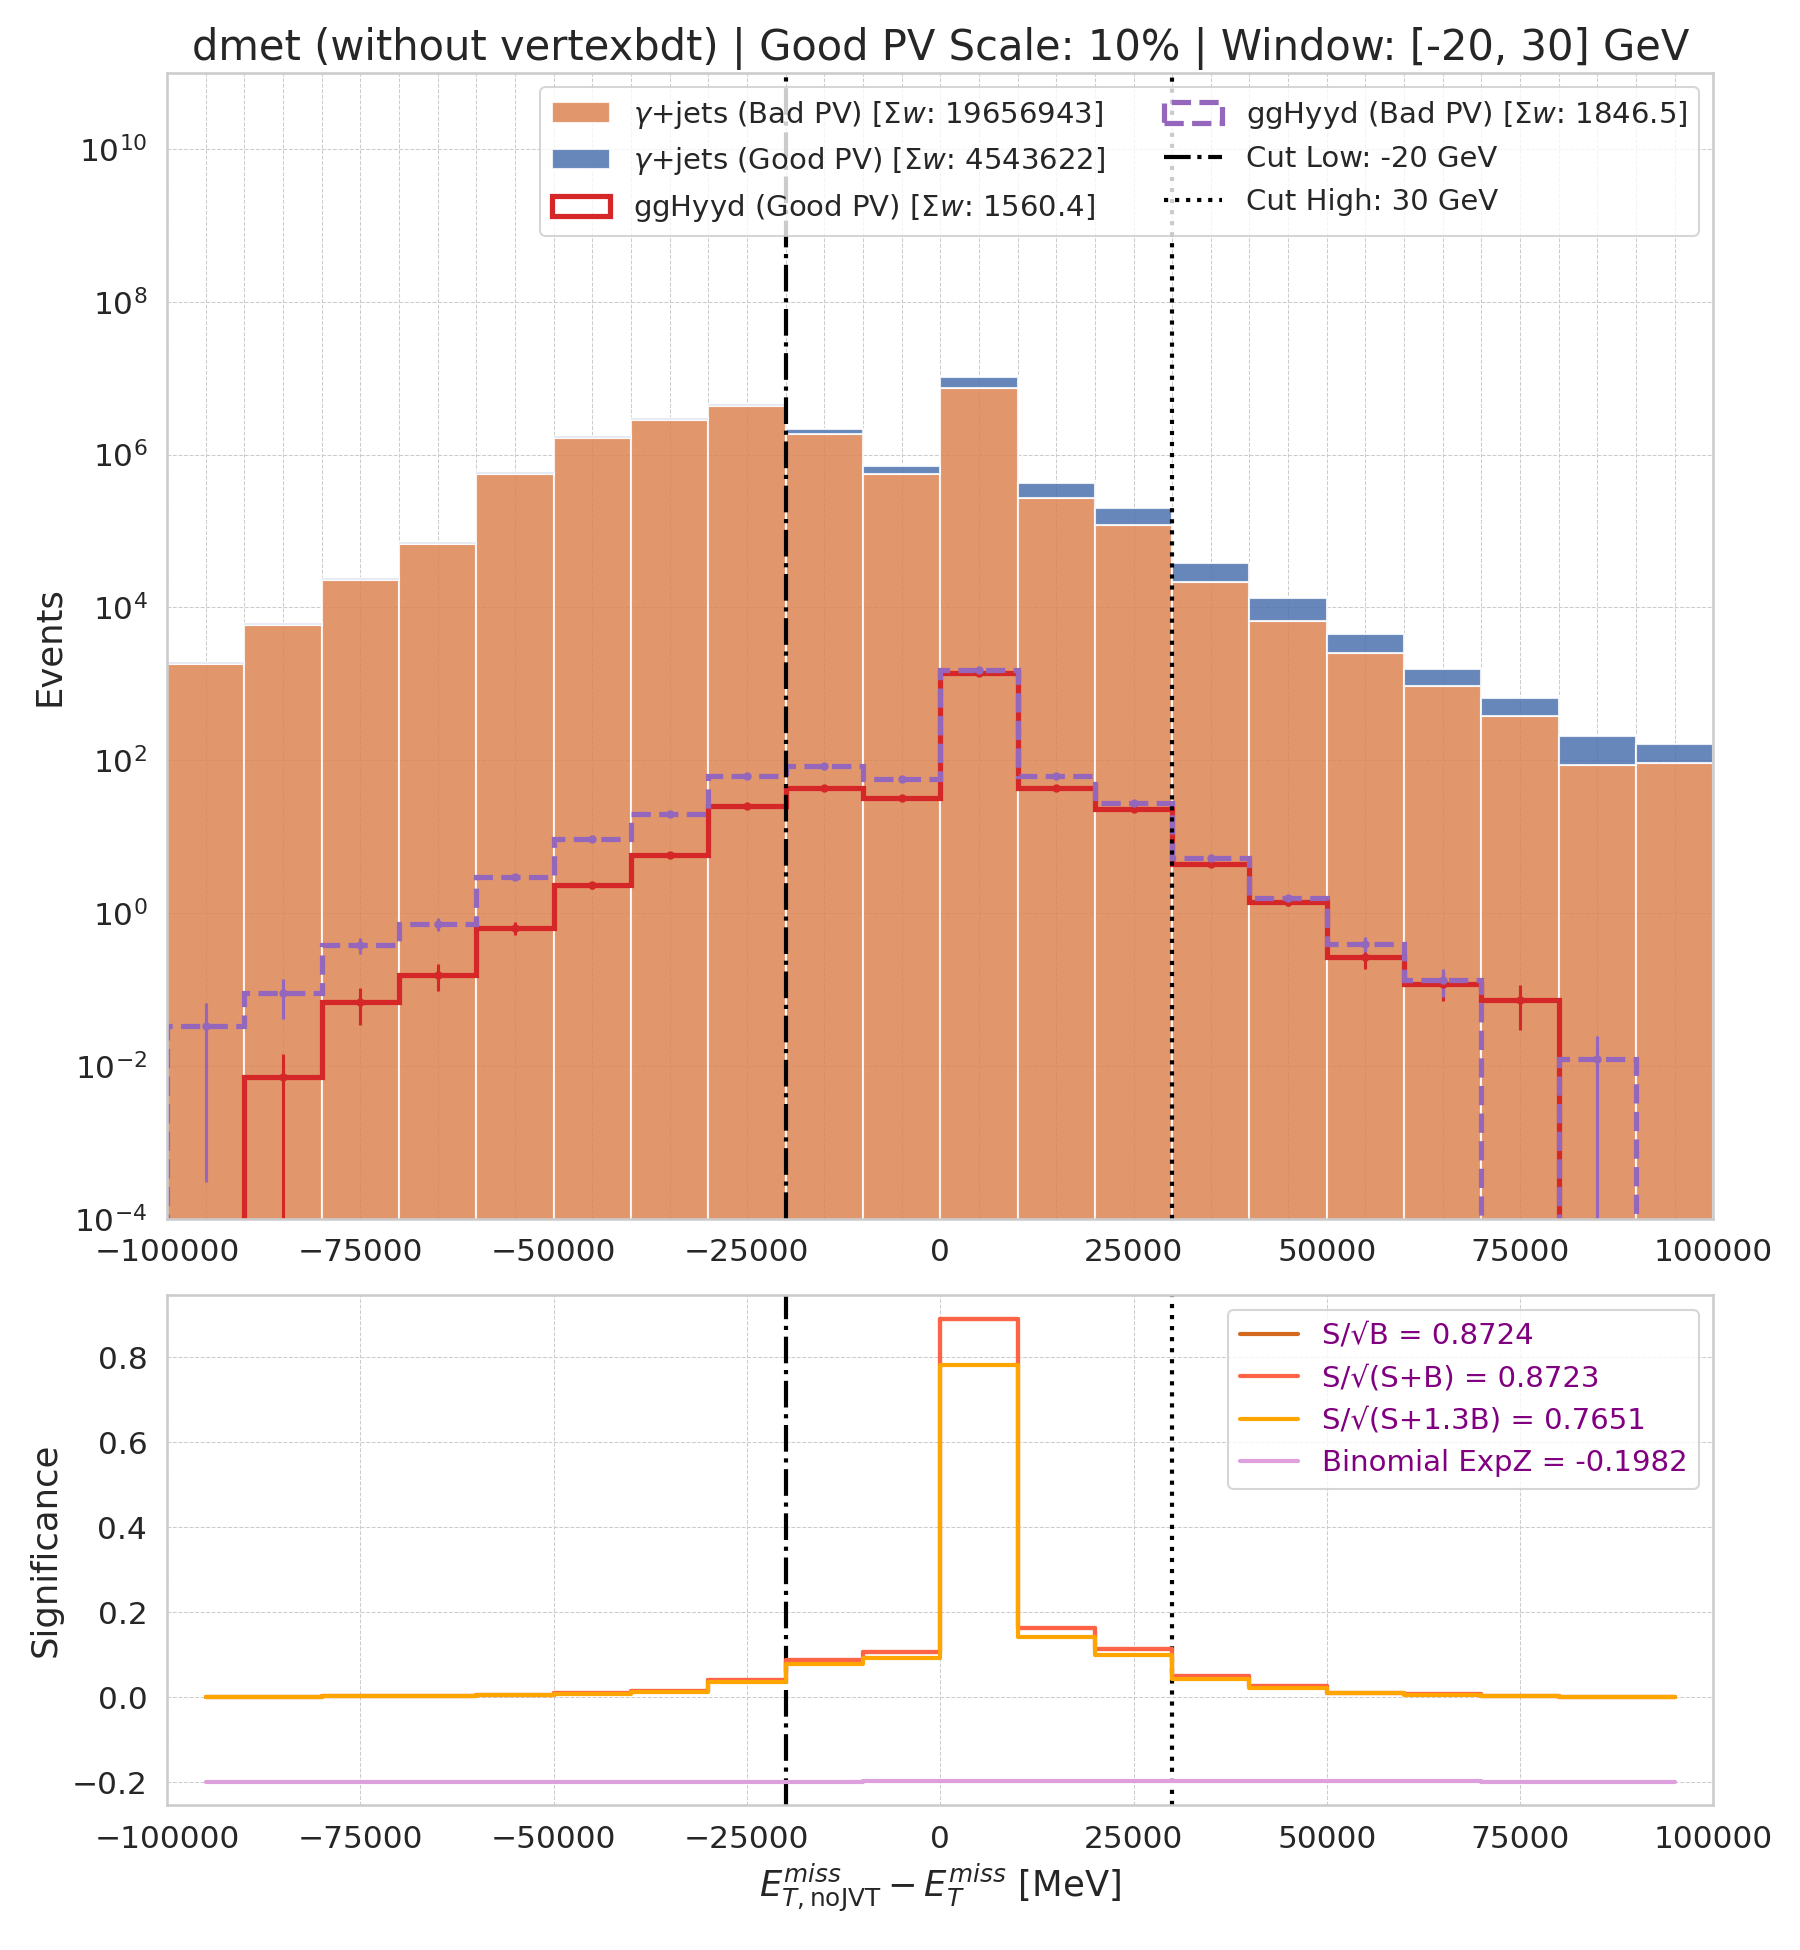 dmet (without vertexbdt) | Good PV Scale: 10% | Window: [-20, 30] GeV
γ+jets (Bad PV) [Σw: 19656943]
γ+jets (Good PV) [Σw: 4543622]
ggHyyd (Good PV) [Σw: 1560.4]
ggHyyd (Bad PV) [Σw: 1846.5]
Cut Low: -20 GeV
Cut High: 30 GeV
Events
10^10
10^8
10^6
10^4
10^2
10^0
10^−2
10^−4
−100000 −75000 −50000 −25000 0 25000 50000 75000 100000
Significance
0.8
0.6
0.4
0.2
0.0
−0.2
S/√B = 0.8724
S/√(S+B) = 0.8723
S/√(S+1.3B) = 0.7651
Binomial ExpZ = -0.1982
−100000 −75000 −50000 −25000 0 25000 50000 75000 100000
E_{T, noJVT}^{miss} − E_T^{miss} [MeV]